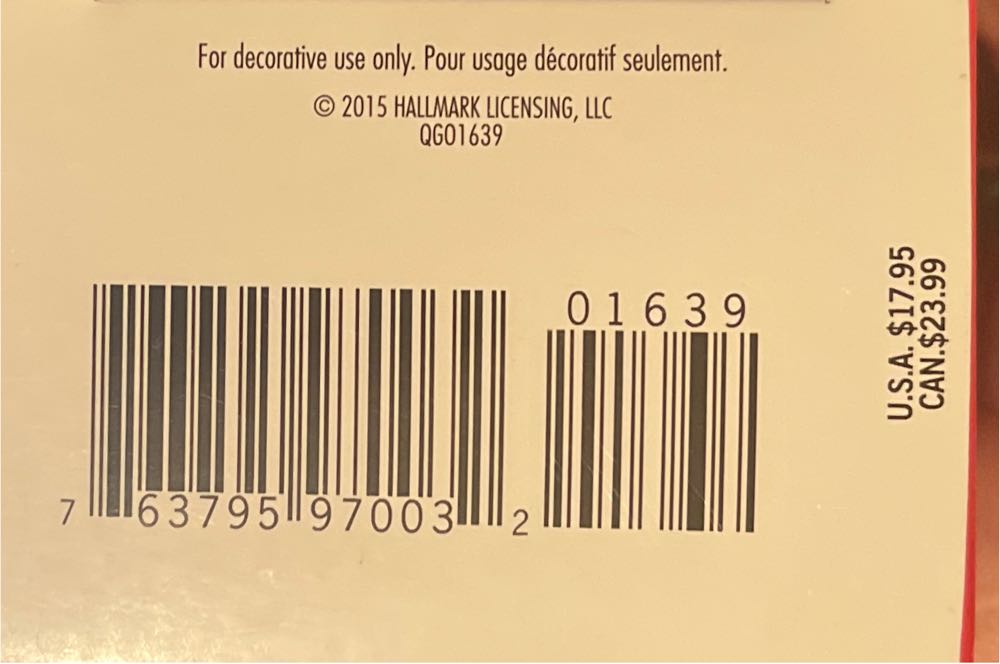 For decorative use only. Pour usage décoratif seulement.
© 2015 HALLMARK LICENSING, LLC
QGO1639
01639
7 63795 97003 2
U.S.A. $17.95
CAN.$23.99